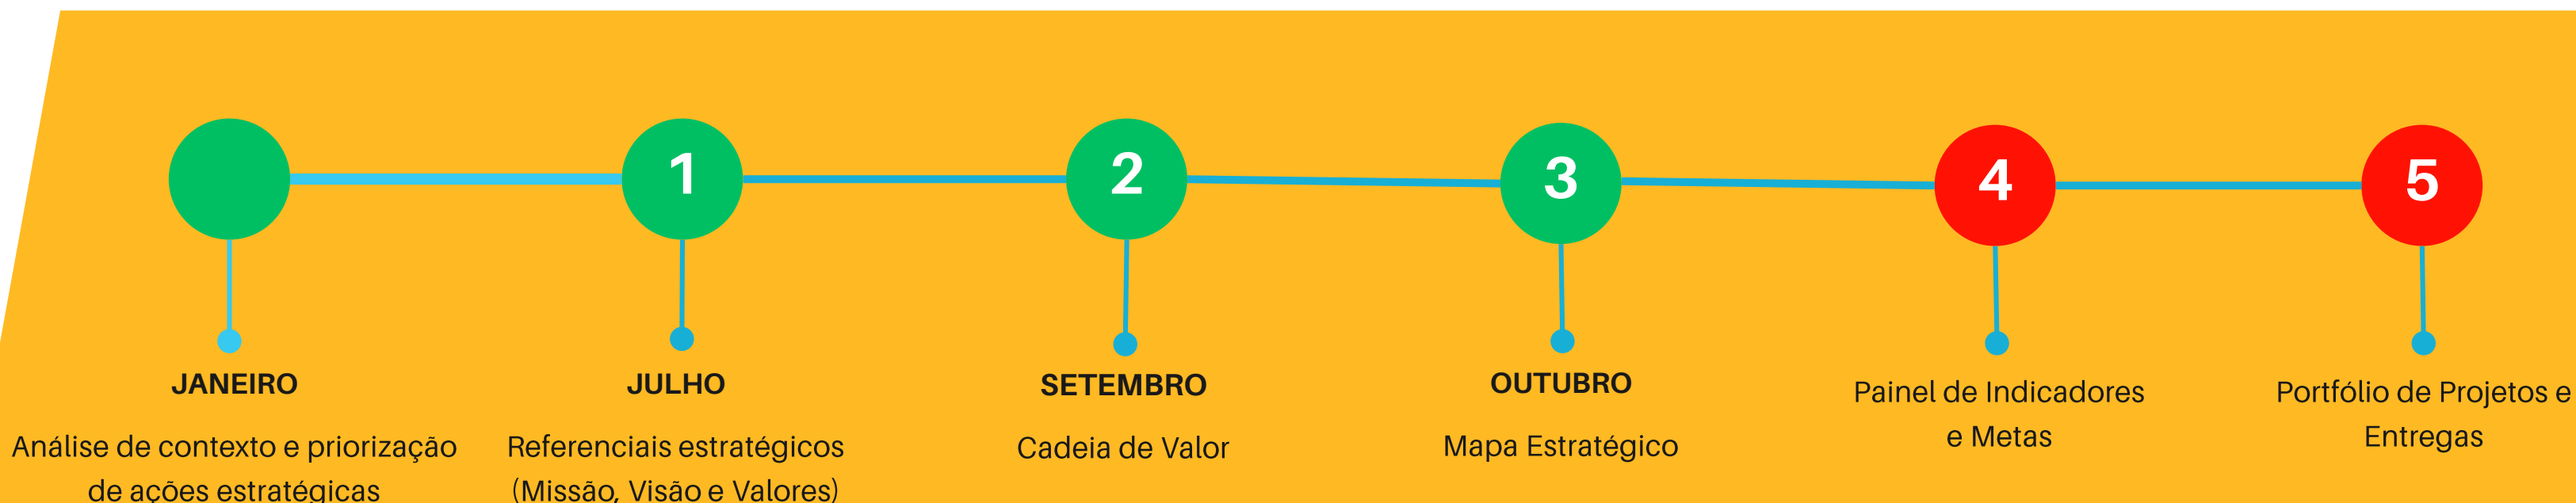 1
2
3
4
5
JANEIRO
Análise de contexto e priorização
de ações estratégicas
JULHO
Referenciais estratégicos
(Missão, Visão e Valores)
SETEMBRO
Cadeia de Valor
OUTUBRO
Mapa Estratégico
Painel de Indicadores
e Metas
Portfólio de Projetos e
Entregas